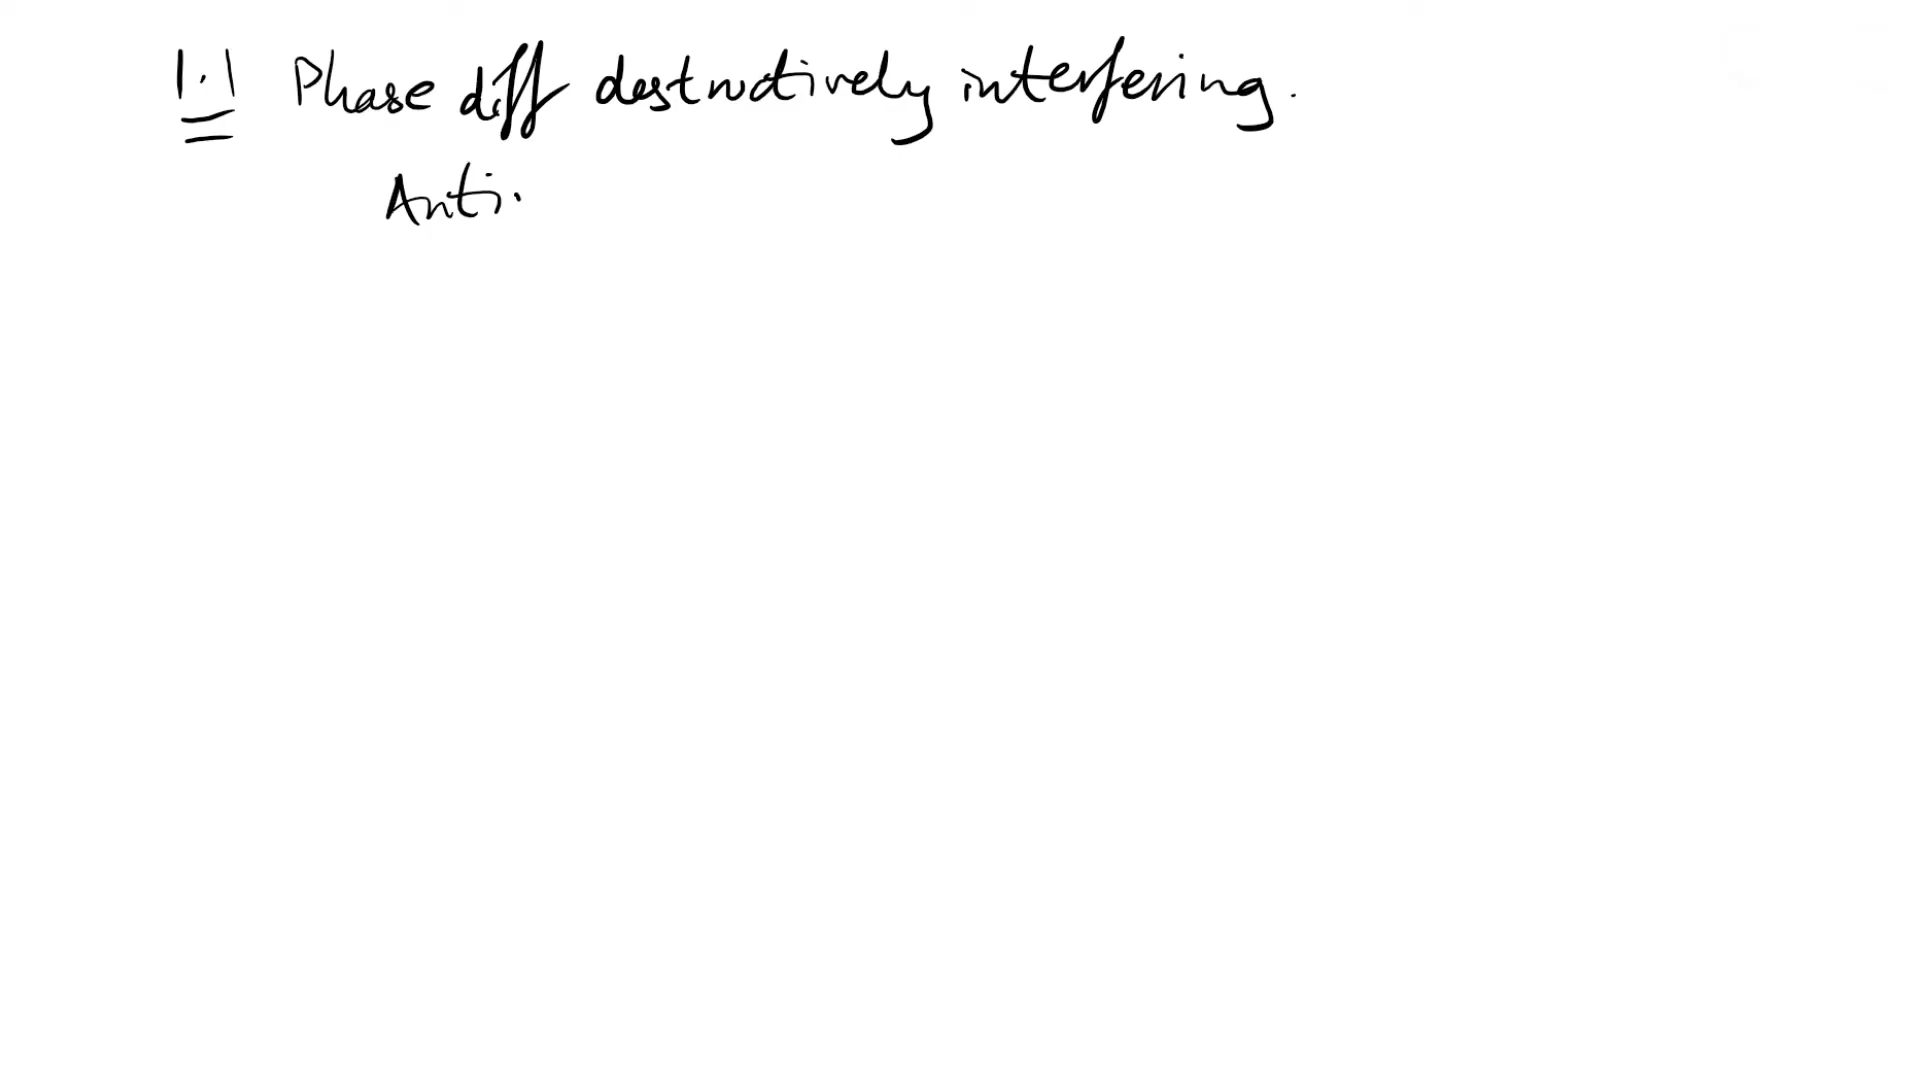 1.1 Phase diff destructively interfering.
Anti.